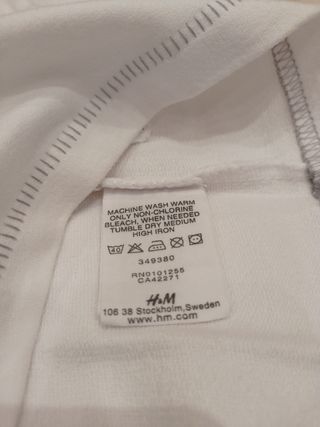 MACHINE WASH WARM
ONLY NON-CHLORINE
BLEACH, WHEN NEEDED
TUMBLE DRY MEDIUM
HIGH IRON
40
349380
RN0101255
CA42271
H&M
106 38 Stockholm,Sweden
www.hm.com